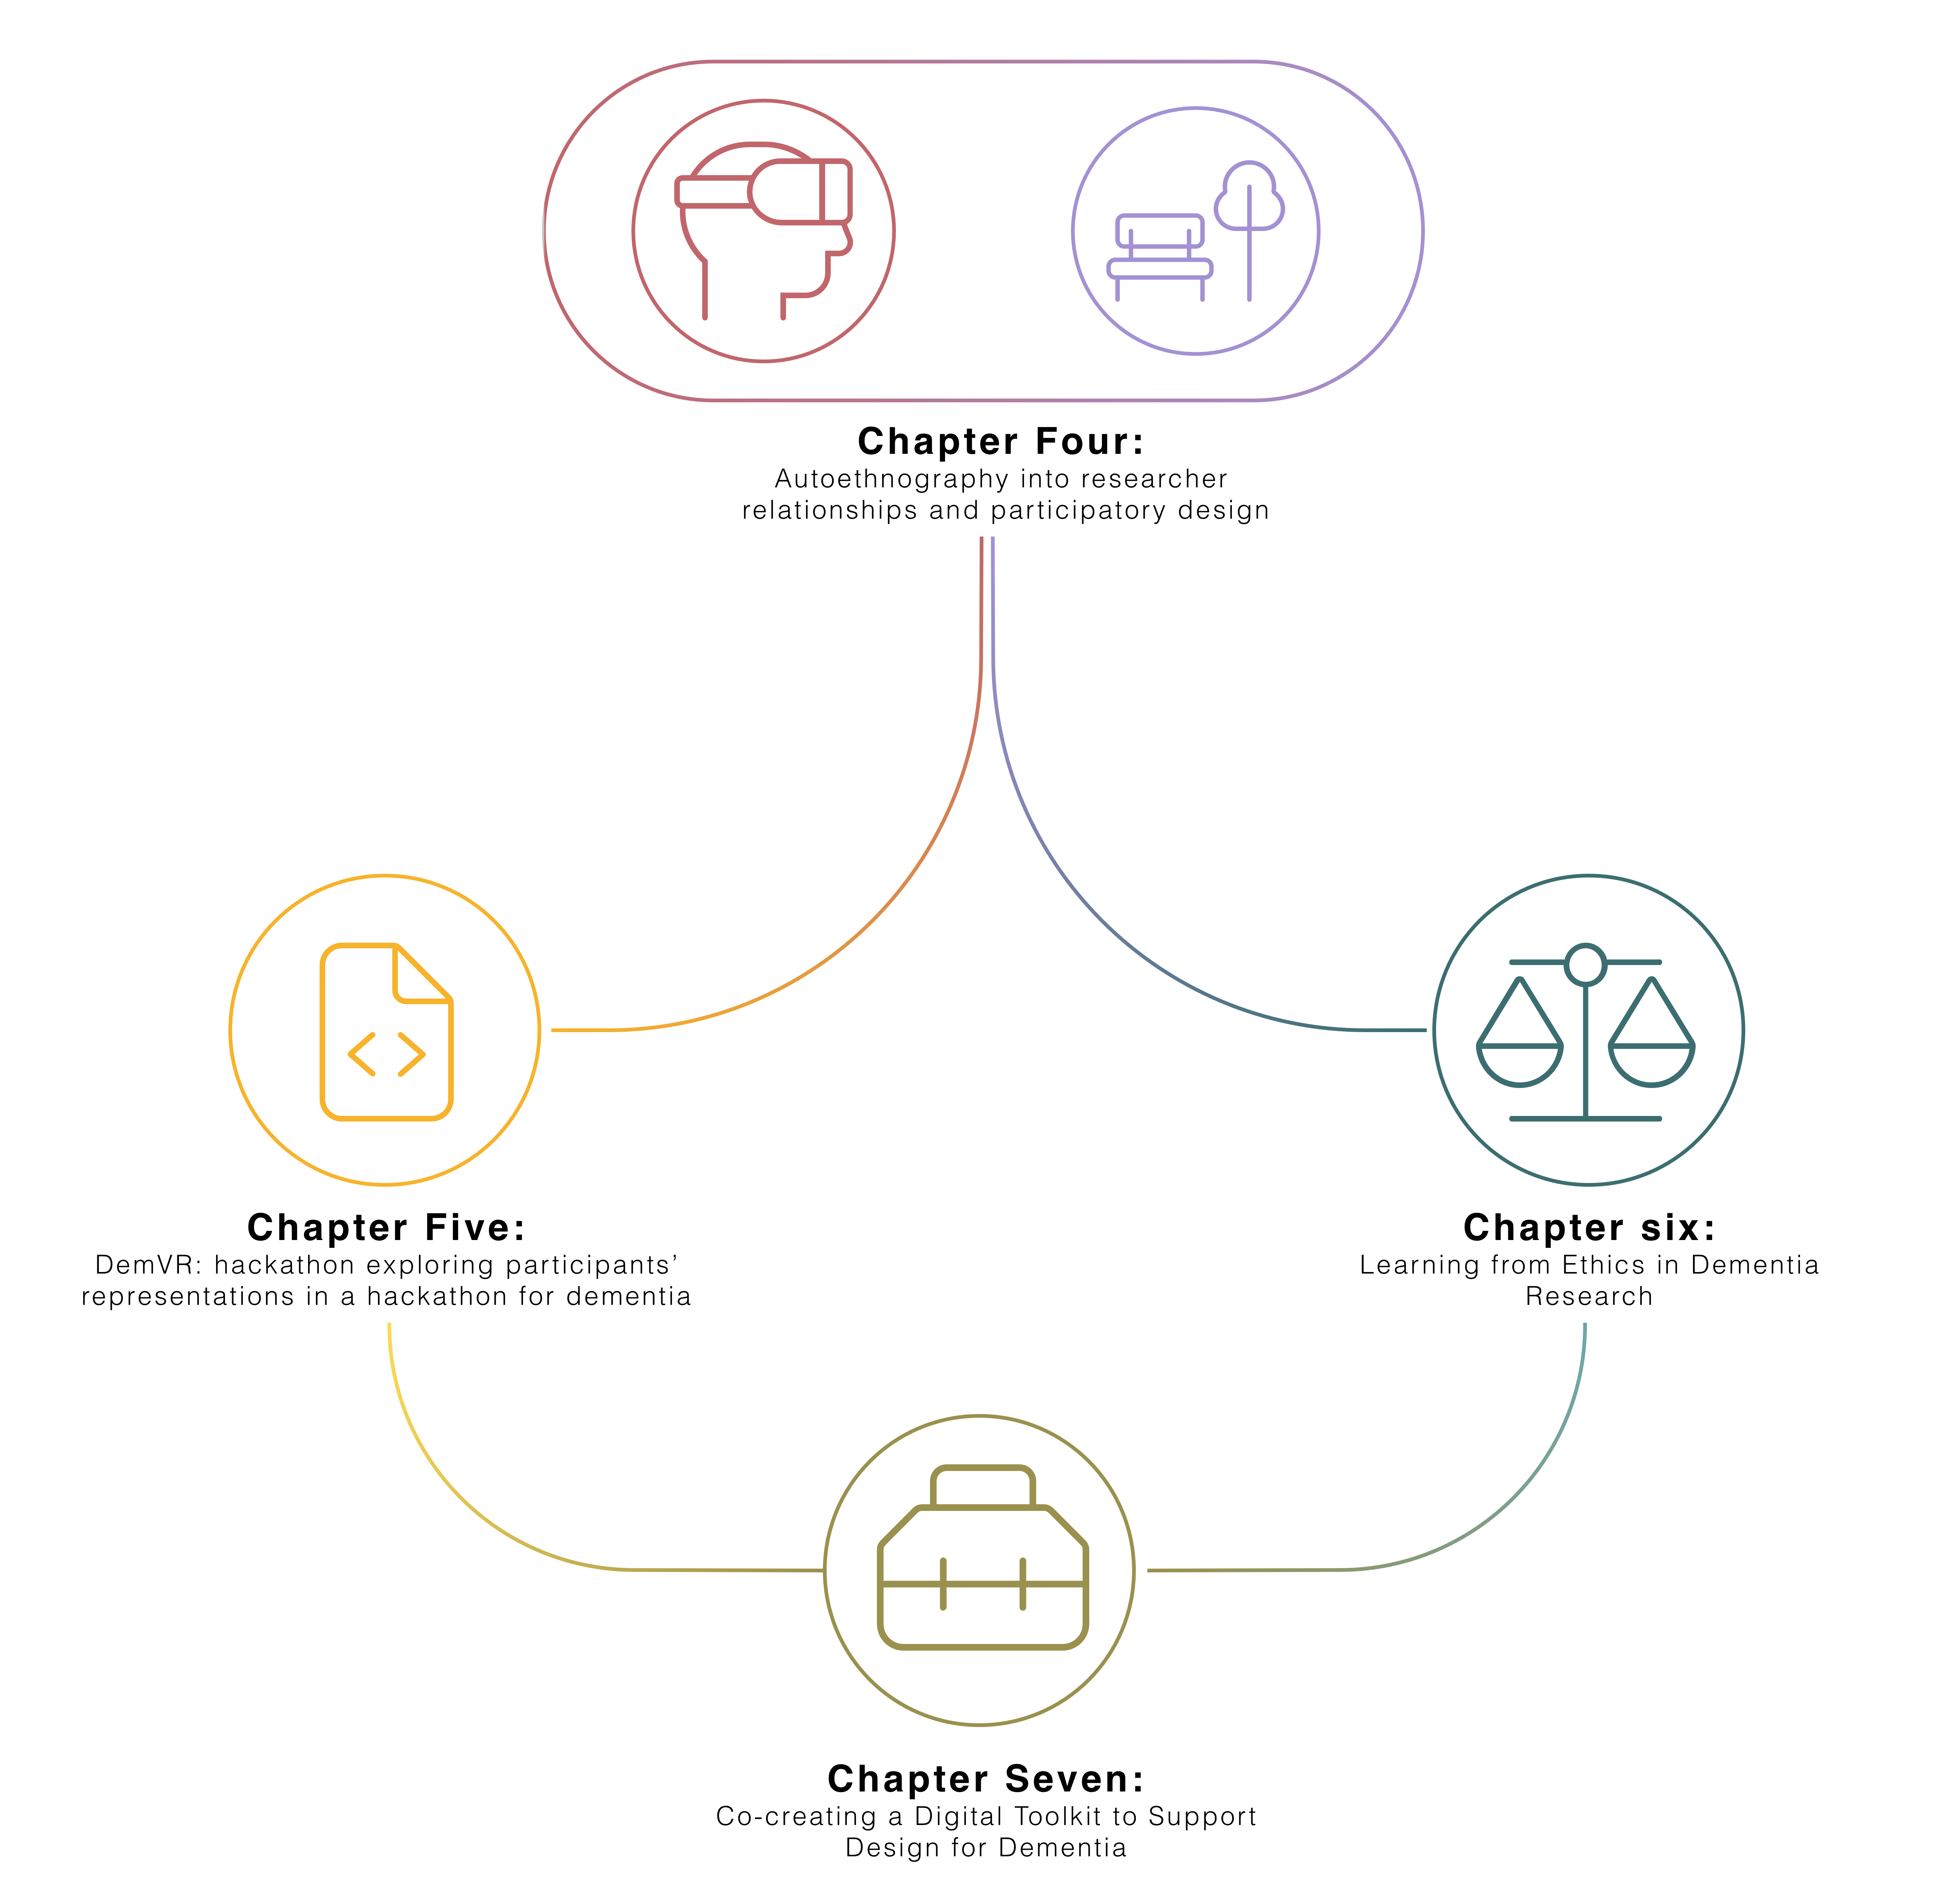 Chapter Four:
Autoethnography into researcher
relationships and participatory design
Chapter Five:
DemVR: hackathon exploring participants’
representations in a hackathon for dementia
Chapter six:
Learning from Ethics in Dementia
Research
Chapter Seven:
Co-creating a Digital Toolkit to Support
Design for Dementia